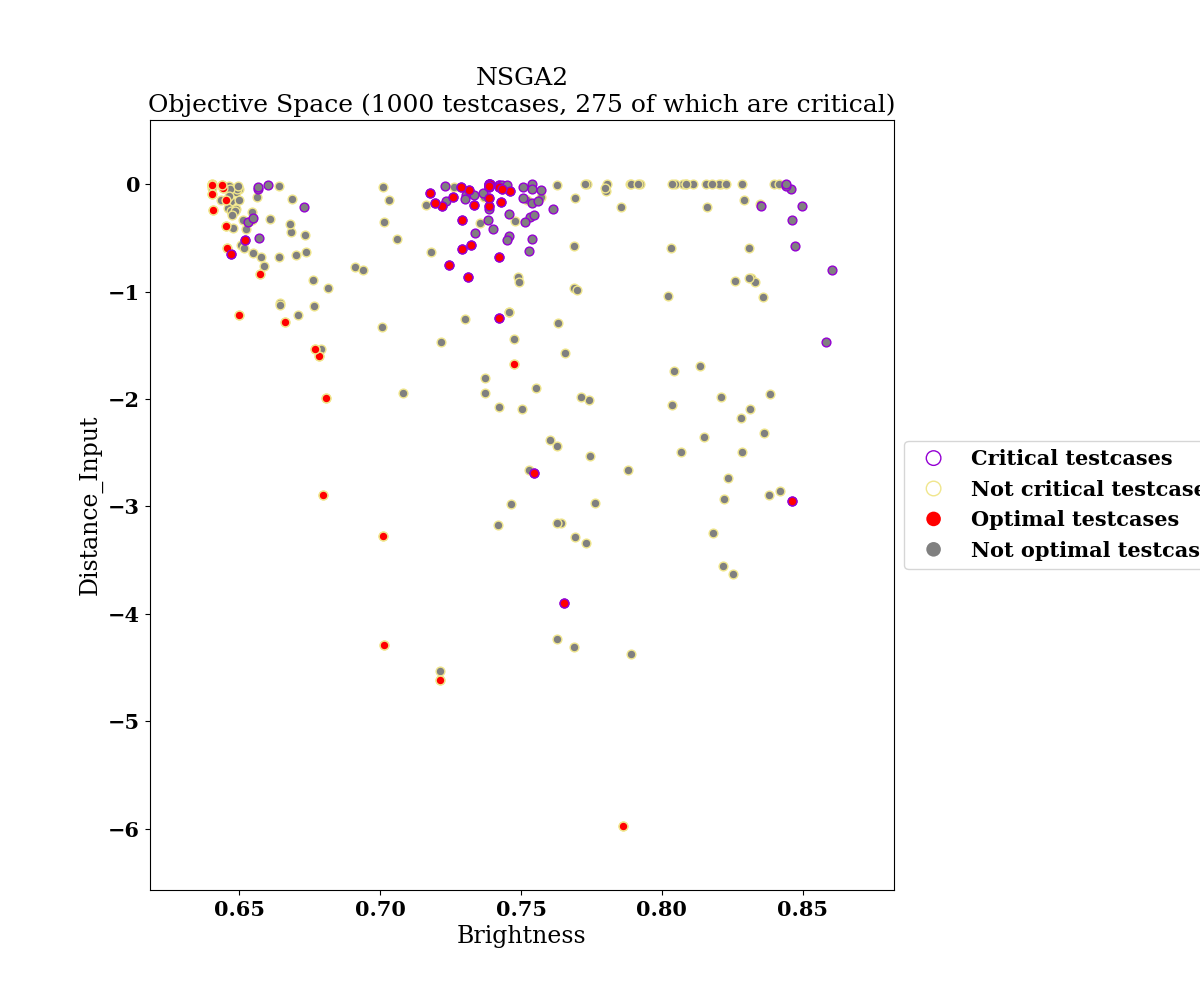 NSGA2
Objective Space (1000 testcases, 275 of which are critical)
0
−1
−2
−3
−4
−5
−6
Distance_Input
0.65
0.70
0.75
0.80
0.85
Brightness
Critical testcases
Not critical testcase
Optimal testcases
Not optimal testcas